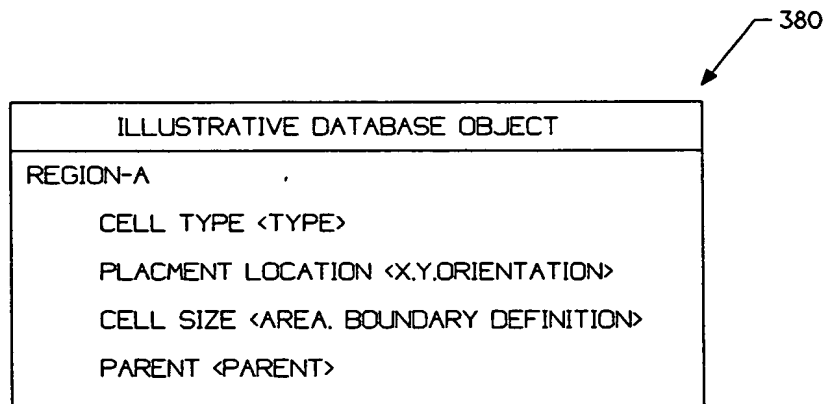 380
ILLUSTRATIVE DATABASE OBJECT
REGION-A
CELL TYPE <TYPE>
PLACMENT LOCATION <X.Y.ORIENTATION>
CELL SIZE <AREA. BOUNDARY DEFINITION>
PARENT <PARENT>